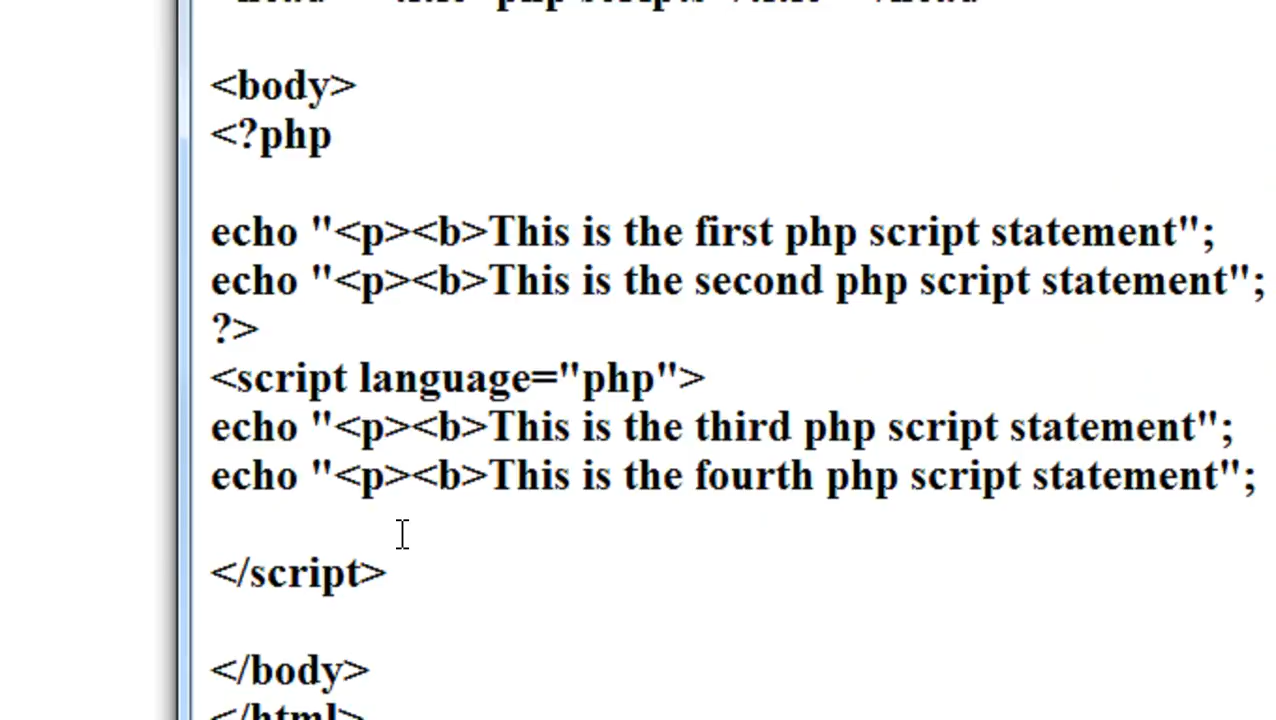 <body>
<?php
echo "<p><b>This is the first php script statement";
echo "<p><b>This is the second php script statement";
?>
<script language="php">
echo "<p><b>This is the third php script statement";
echo "<p><b>This is the fourth php script statement";
</script>
</body>
</html>